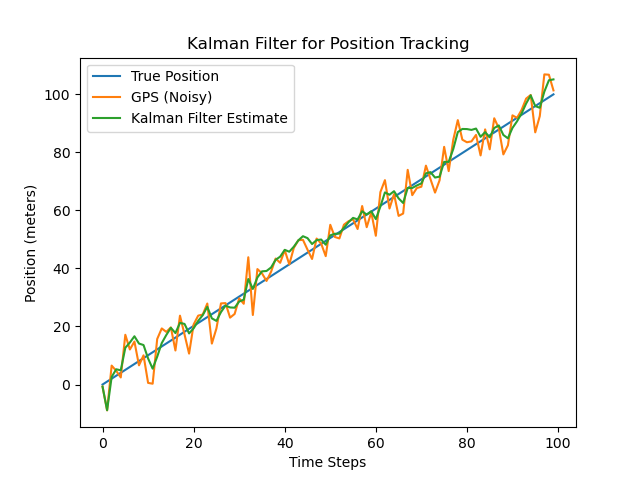 Kalman Filter for Position Tracking
True Position
GPS (Noisy)
Kalman Filter Estimate
100
80
60
40
20
0
Position (meters)
0 20 40 60 80 100
Time Steps